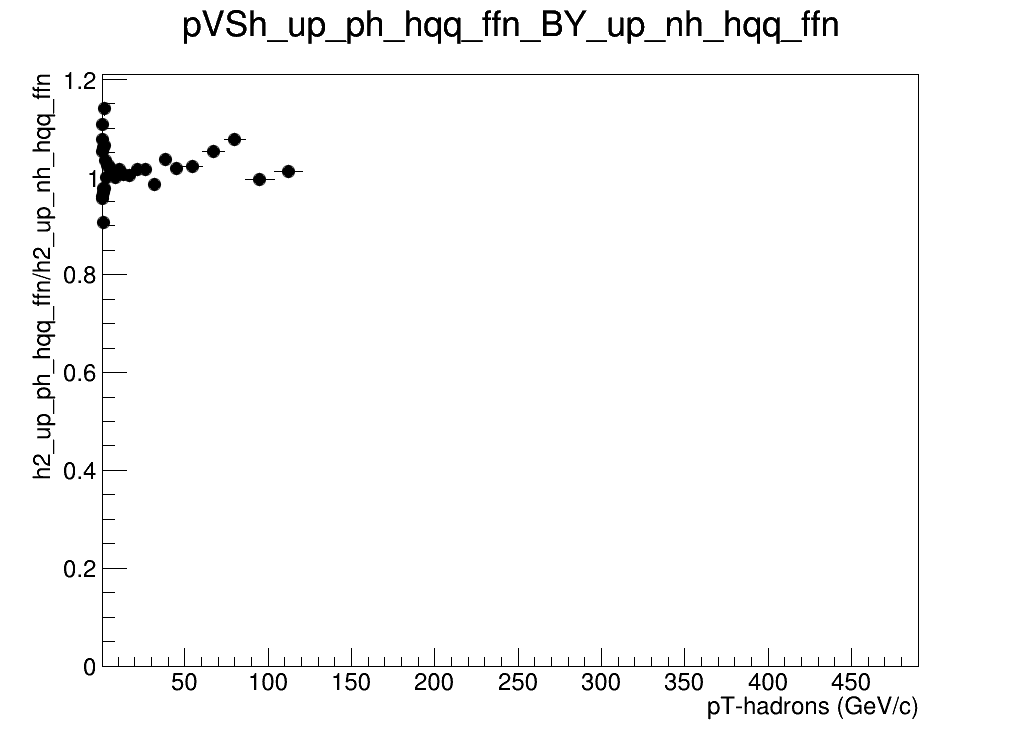 pVSh_up_ph_hqq_ffn_BY_up_nh_hqq_ffn
h2_up_ph_hqq_ffn/h2_up_nh_hqq_ffn
1.2
1
0.8
0.6
0.4
0.2
0
50 100 150 200 250 300 350 400 450
pT-hadrons (GeV/c)